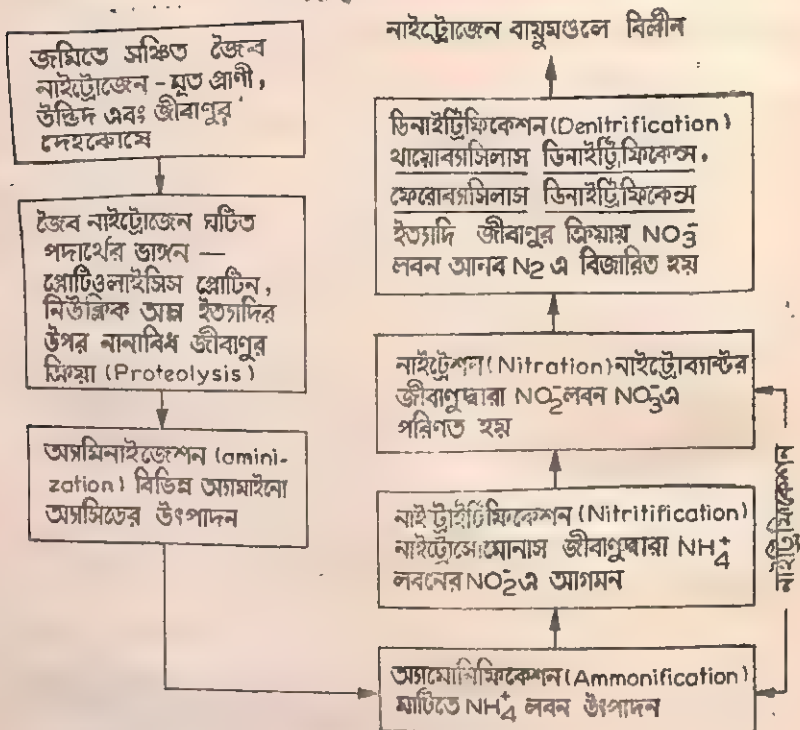 জমিতে সঞ্চিত জৈব
নাইট্রোজেন - মৃত প্রাণী,
উদ্ভিদ এবং জীবাণুর
দেহকোষে
জৈব নাইট্রোজেন ঘটিত
পদার্থের ভাঙ্গন —
প্রোটিওলাইসিস প্রোটিন,
নিউক্লিক অম্ল ইত্যাদির
উপর নানাবিধ জীবাণুর
ক্রিয়া (Proteolysis)
অ্যামিনাইজেশন (amini-
zation) বিভিন্ন অ্যামাইনো
অ্যাসিডের উৎপাদন
নাইট্রোজেন বায়ুমণ্ডলে বিলীন
ডিনাইট্রিফিকেশন (Denitrification)
থায়োব্যাসিলাস ডিনাইট্রিফিকেন্স,
ফেরোব্যাসিলাস ডিনাইট্রিফিকেন্স
ইত্যাদি জীবাণুর ক্রিয়ায় NO₃⁻
লবন আনব N₂ এ বিজারিত হয়
নাইট্রেশন (Nitration) নাইট্রোব্যাক্টর
জীবাণুদ্বারা NO₂⁻ লবন NO₃⁻এ
পরিণত হয়
নাইট্রাইটিফিকেশন (Nitritification)
নাইট্রোসোমোনাস জীবাণুদ্বারা NH₄⁺
লবনের NO₂⁻এ আগমন
অ্যামোনিফিকেশন (Ammonification)
মাটিতে NH₄⁺ লবন উৎপাদন
নাইট্রিফিকেশন